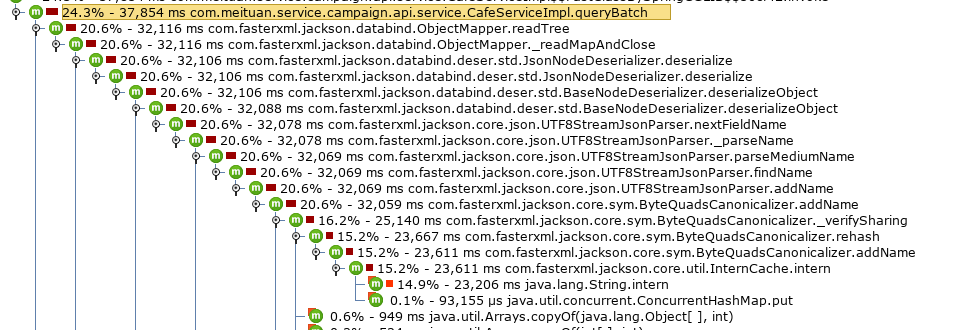 24.3% - 37,854 ms com.meituan.service.campaign.api.service.CafeServiceImpl.queryBatch
m 20.6% - 32,116 ms com.fasterxml.jackson.databind.ObjectMapper.readTree
m 20.6% - 32,116 ms com.fasterxml.jackson.databind.ObjectMapper._readMapAndClose
m 20.6% - 32,106 ms com.fasterxml.jackson.databind.deser.std.JsonNodeDeserializer.deserialize
m 20.6% - 32,106 ms com.fasterxml.jackson.databind.deser.std.JsonNodeDeserializer.deserialize
m 20.6% - 32,106 ms com.fasterxml.jackson.databind.deser.std.BaseNodeDeserializer.deserializeObject
m 20.6% - 32,088 ms com.fasterxml.jackson.databind.deser.std.BaseNodeDeserializer.deserializeObject
m 20.6% - 32,078 ms com.fasterxml.jackson.core.json.UTF8StreamJsonParser.nextFieldName
m 20.6% - 32,078 ms com.fasterxml.jackson.core.json.UTF8StreamJsonParser._parseName
m 20.6% - 32,069 ms com.fasterxml.jackson.core.json.UTF8StreamJsonParser.parseMediumName
m 20.6% - 32,069 ms com.fasterxml.jackson.core.json.UTF8StreamJsonParser.findName
m 20.6% - 32,069 ms com.fasterxml.jackson.core.json.UTF8StreamJsonParser.addName
m 20.6% - 32,059 ms com.fasterxml.jackson.core.sym.ByteQuadsCanonicalizer.addName
m 16.2% - 25,140 ms com.fasterxml.jackson.core.sym.ByteQuadsCanonicalizer._verifySharing
m 15.2% - 23,667 ms com.fasterxml.jackson.core.sym.ByteQuadsCanonicalizer.rehash
m 15.2% - 23,611 ms com.fasterxml.jackson.core.sym.ByteQuadsCanonicalizer.addName
m 15.2% - 23,611 ms com.fasterxml.jackson.core.util.InternCache.intern
m 14.9% - 23,206 ms java.lang.String.intern
m 0.1% - 93,155 µs java.util.concurrent.ConcurrentHashMap.put
m 0.6% - 949 ms java.util.Arrays.copyOf(java.lang.Object[ ], int)